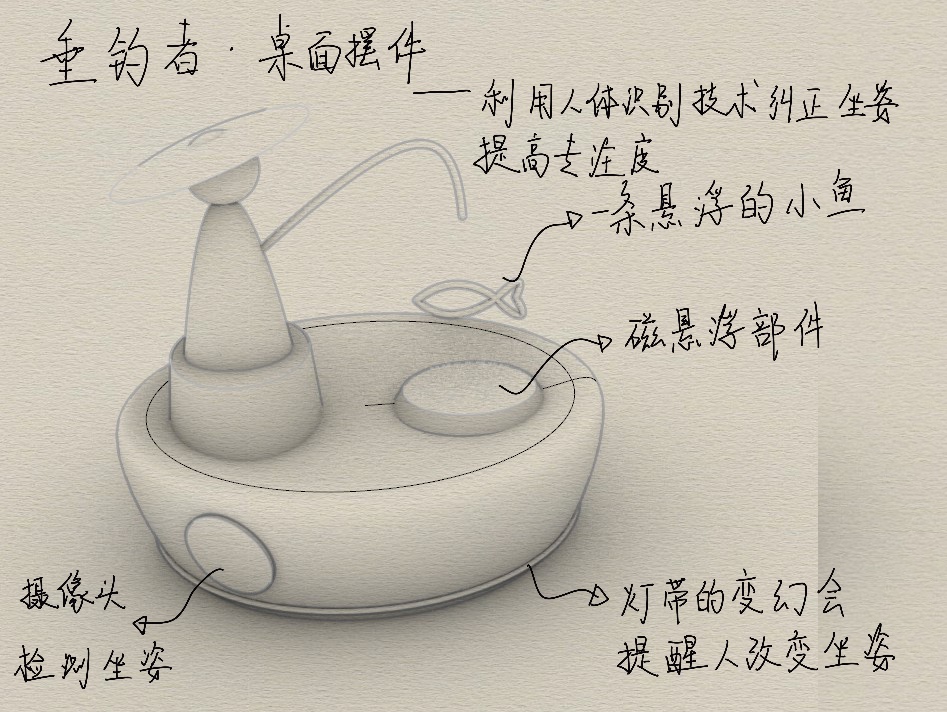 垂钓者·桌面摆件
——利用人体识别技术纠正坐姿
提高专注度
一条悬浮的小鱼
磁悬浮部件
摄像头
检测坐姿
灯带的变幻会
提醒人改变坐姿